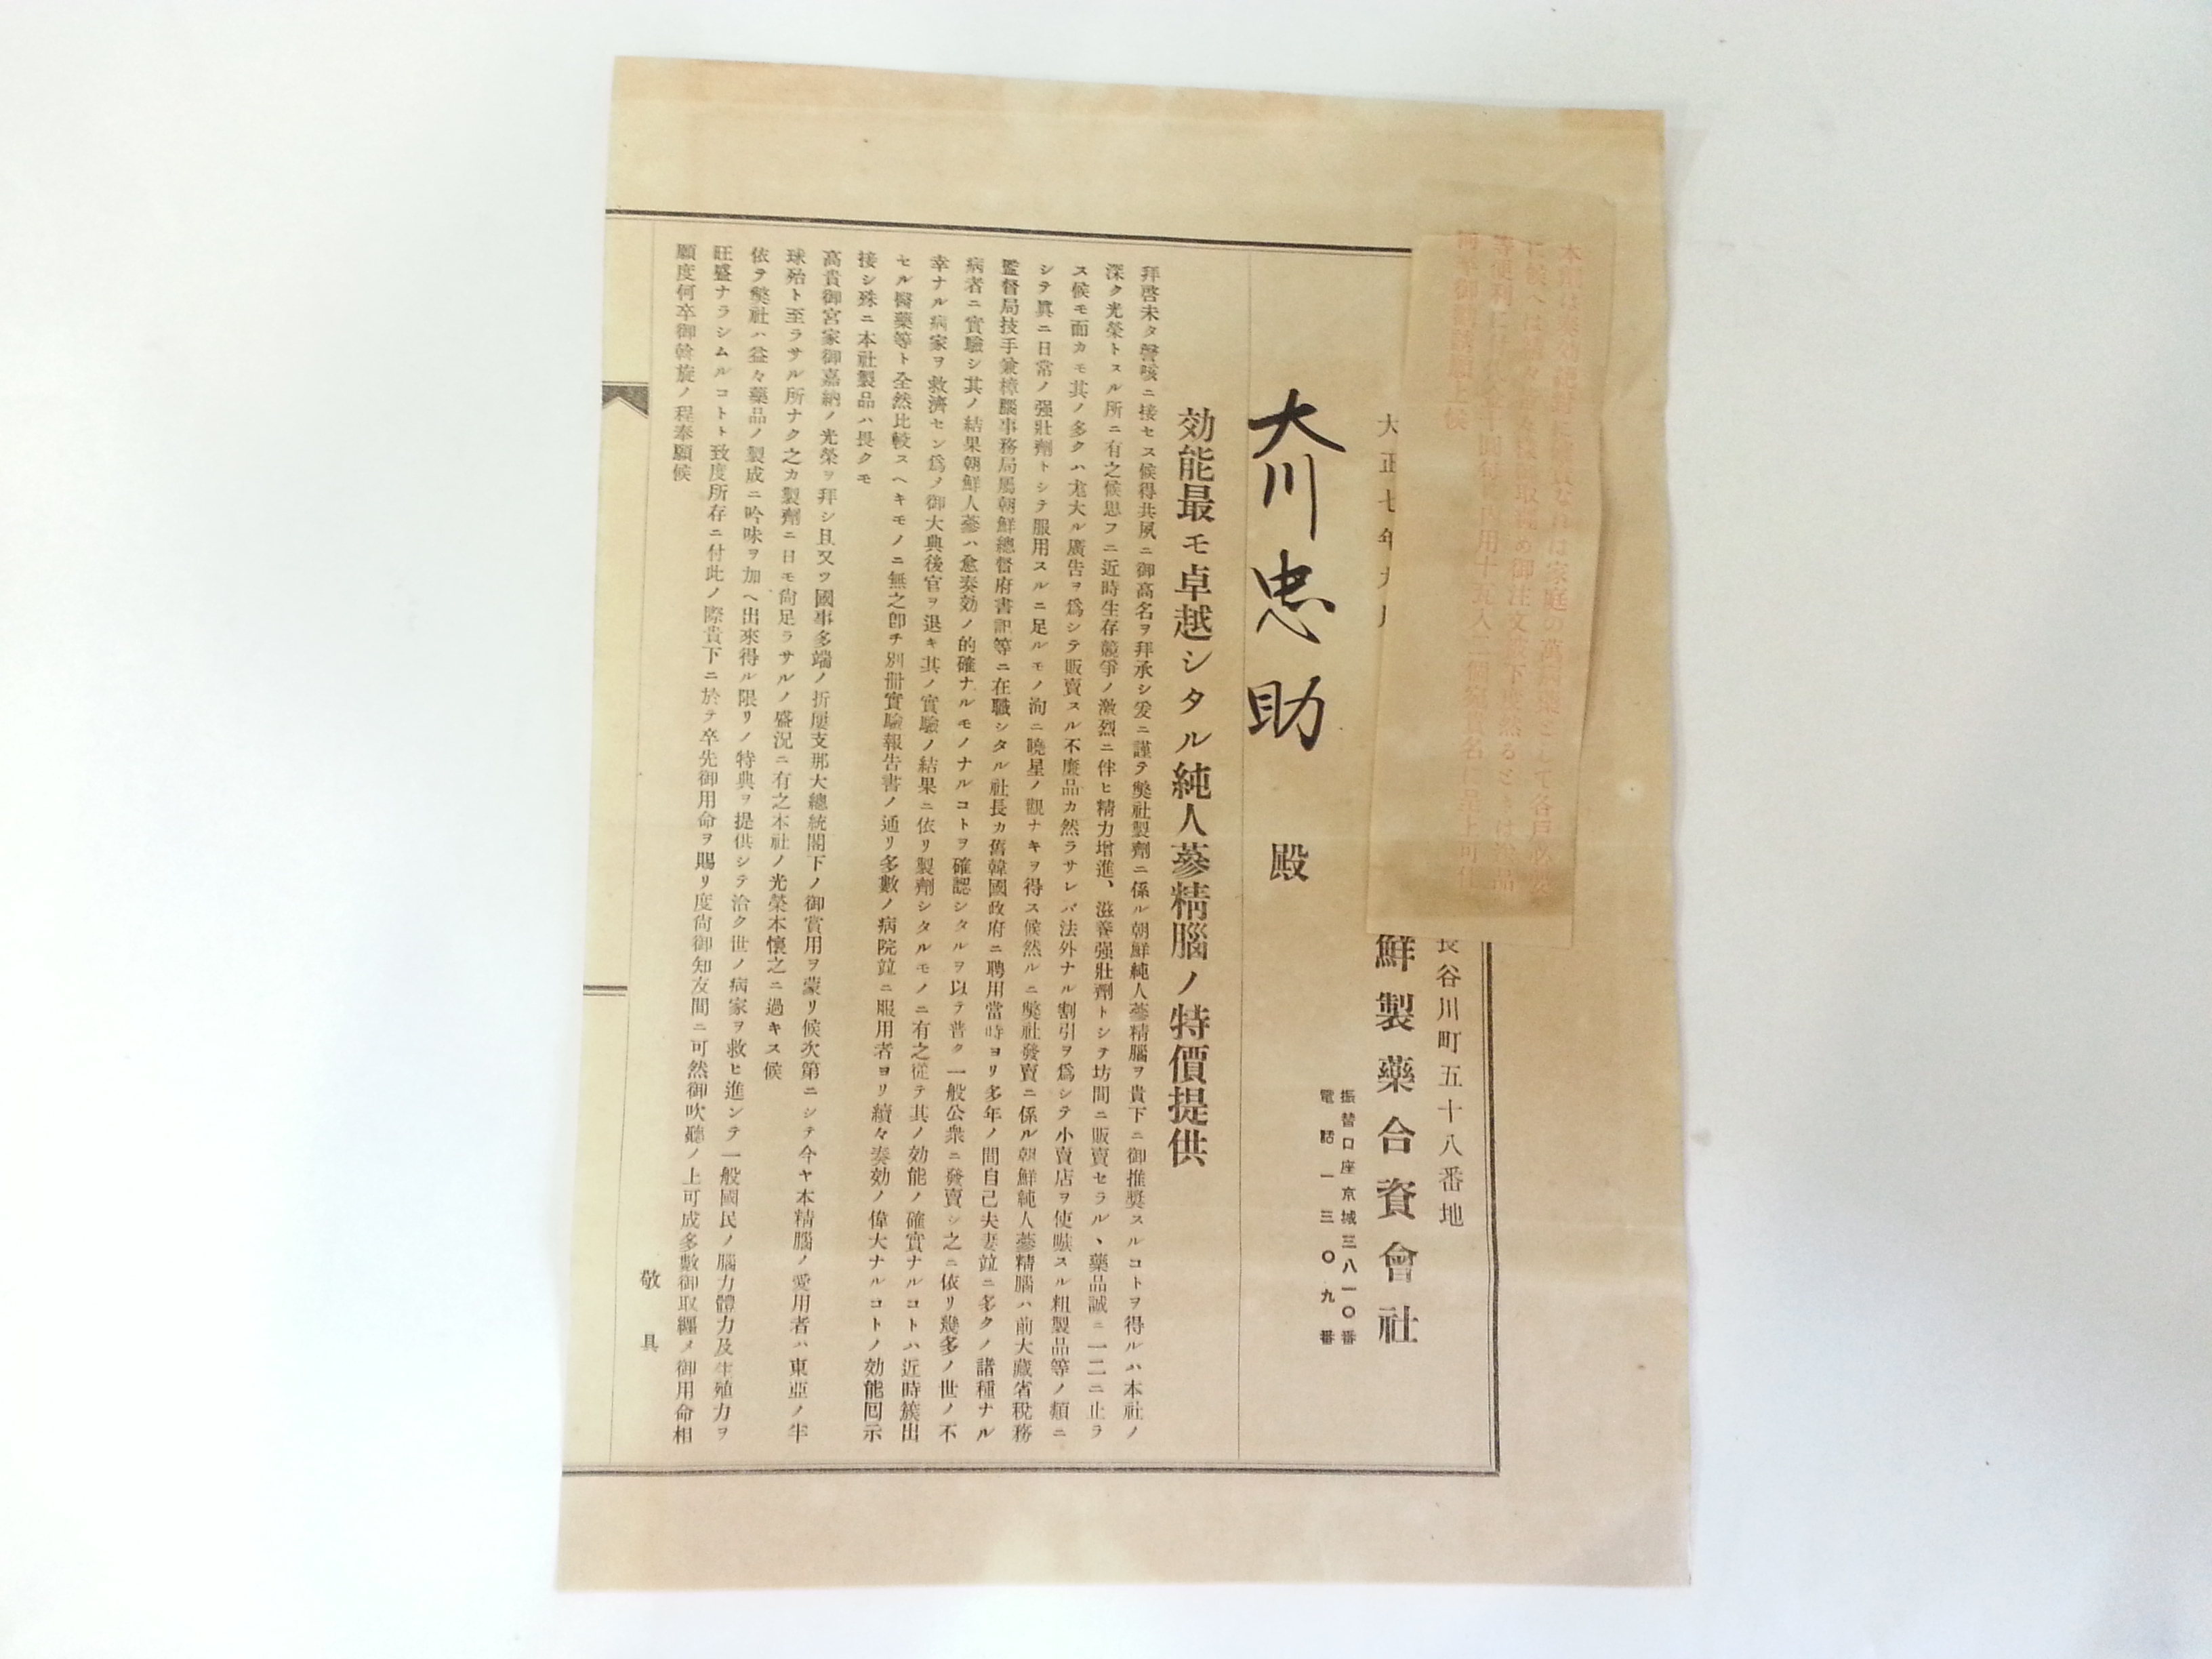 長谷川町五十八番地
鮮製藥合資會社
振替口座京城三八一〇番
電話一三〇九番
大正七年九月
大川忠助 殿
効能最モ卓越シタル純人蔘精腦ノ特價提供
拜啓未タ謦咳ニ接セス候得共夙ニ御高名ヲ拜承シ爰ニ謹テ弊社製劑ニ係ル朝鮮純人蔘精腦ヲ貴下ニ御推奬スルコトヲ得ルハ本社ノ
深ク光榮トスル所ニ有之候思フニ近時生存競爭ノ激烈ニ伴ヒ精力增進、滋養强壯劑トシテ坊間ニ販賣セラル、藥品誠ニ一二ニ止ラ
ス候モ而カモ其ノ多クハ尨大ル廣告ヲ爲シテ販賣スル不廉品カ然ラサレバ法外ナル割引ヲ爲シテ小賣店ヲ使嗾スル粗製品等ノ類ニ
シテ眞ニ日常ノ强壯劑トシテ服用スルニ足ルモノ洵ニ曉星ノ觀ナキヲ得ス候然ルニ弊社發賣ニ係ル朝鮮純人蔘精腦ハ前大藏省稅務
監督局技手兼樟腦事務局屬朝鮮總督府書記等ニ在職シタル社長カ舊韓國政府ニ聘用當時ヨリ多年ノ間自己夫妻竝ニ多クノ諸種ナル
病者ニ實驗シ其ノ結果朝鮮人蔘ハ愈奏効ノ的確ナルモノナルコトヲ確認シタルヲ以テ普ク一般公衆ニ發賣シ之ニ依リ幾多ノ世ノ不
幸ナル病家ヲ救濟セン爲ノ御大典後官ヲ退キ其ノ實驗ノ結果ニ依リ製劑シタルモノニ有之從テ其ノ効能ノ確實ナルコトハ近時簇出
セル醫藥等ト全然比較スヘキモノニ無之卽チ別冊實驗報告書ノ通リ多數ノ病院竝ニ服用者ヨリ續々奏効ノ偉大ナルコトノ効能囘示
接シ殊ニ本社製品ハ畏クモ
高貴御宮家御嘉納ノ光榮ヲ拜シ且又ヲ國事多端ノ折屢支那大總統閣下ノ御賞用ヲ蒙リ候次第ニシテ今ヤ本精腦ノ愛用者ハ東亞ノ半
球殆ト至ラサル所ナク之カ製劑ニ日モ尙足ラサルノ盛況ニ有之本社ノ光榮本懷之ニ過キス候
依テ弊社ハ益々藥品ノ製成ニ吟味ヲ加ヘ出來得ル限リノ特典ヲ提供シテ洽ク世ノ病家ヲ救ヒ進ンテ一般國民ノ腦力體力及生殖力ヲ
旺盛ナラシムルコトト致度所存ニ付此ノ際貴下ニ於テ卒先御用命ヲ賜リ度尙御知友間ニ可然御吹聽ノ上可成多數御取纒メ御用命相
願度何卒御斡旋ノ程奉願候
敬具